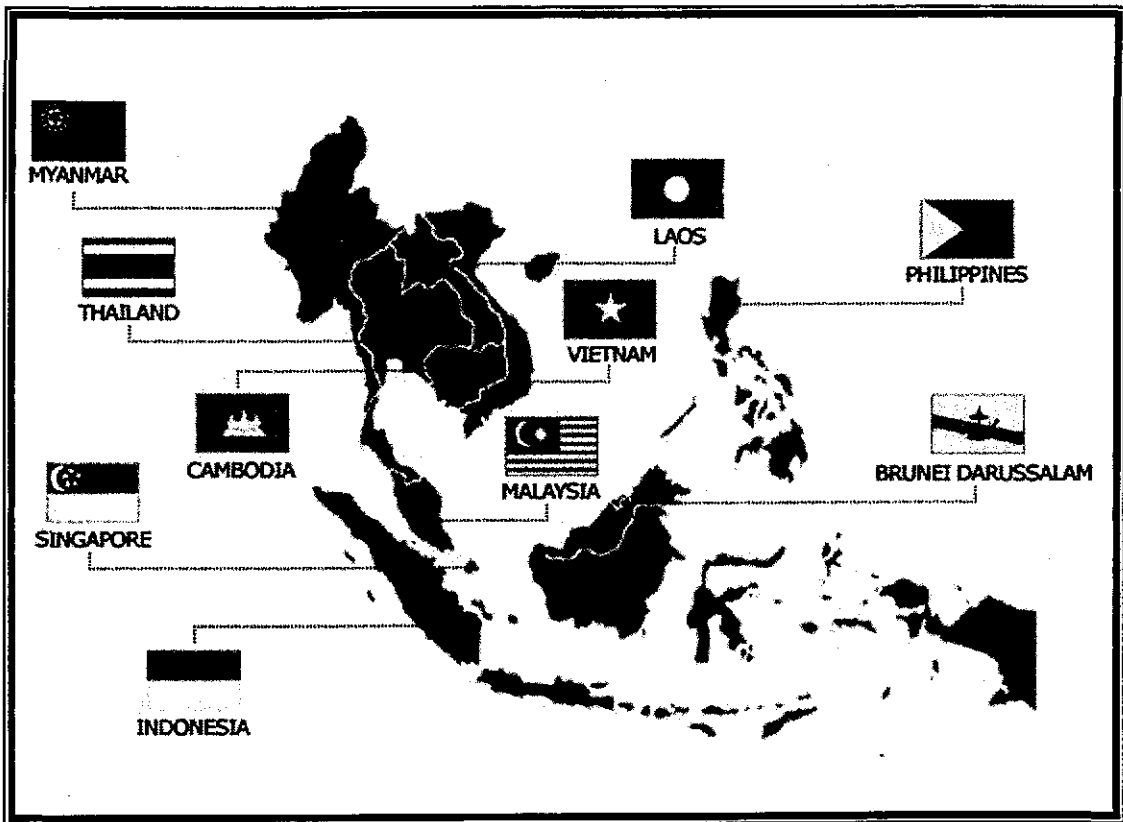 MYANMAR
LAOS
PHILIPPINES
THAILAND
VIETNAM
CAMBODIA
MALAYSIA
BRUNEI DARUSSALAM
SINGAPORE
INDONESIA